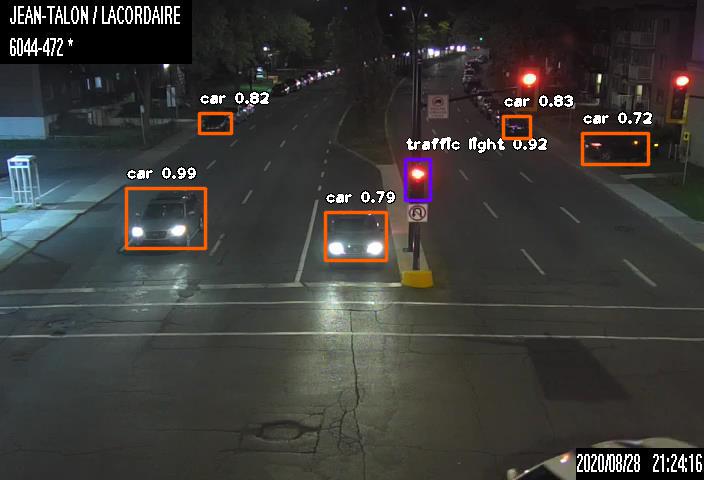 JEAN-TALON / LACORDAIRE
6044-472 *
car 0.82
car 0.83
car 0.72
traffic light 0.92
car 0.99
car 0.79
2020/08/28 21:24:16